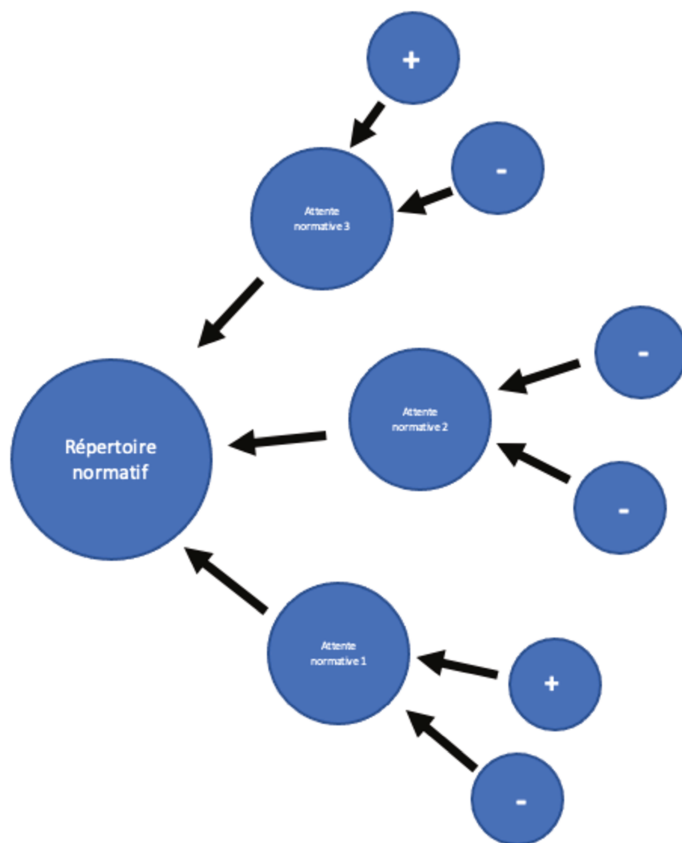 +
-
Attente
normative 3
-
Attente
normative 2
Répertoire
normatif
-
Attente
normative 1
+
-